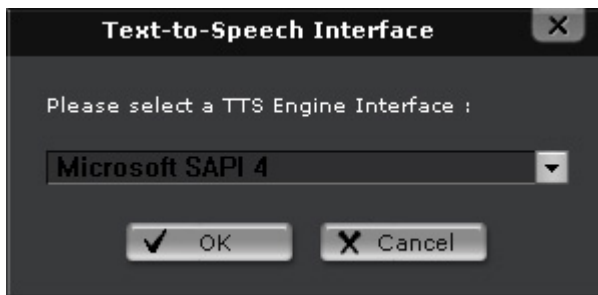 Text-to-Speech Interface
Please select a TTS Engine Interface :
Microsoft SAPI 4
OK Cancel